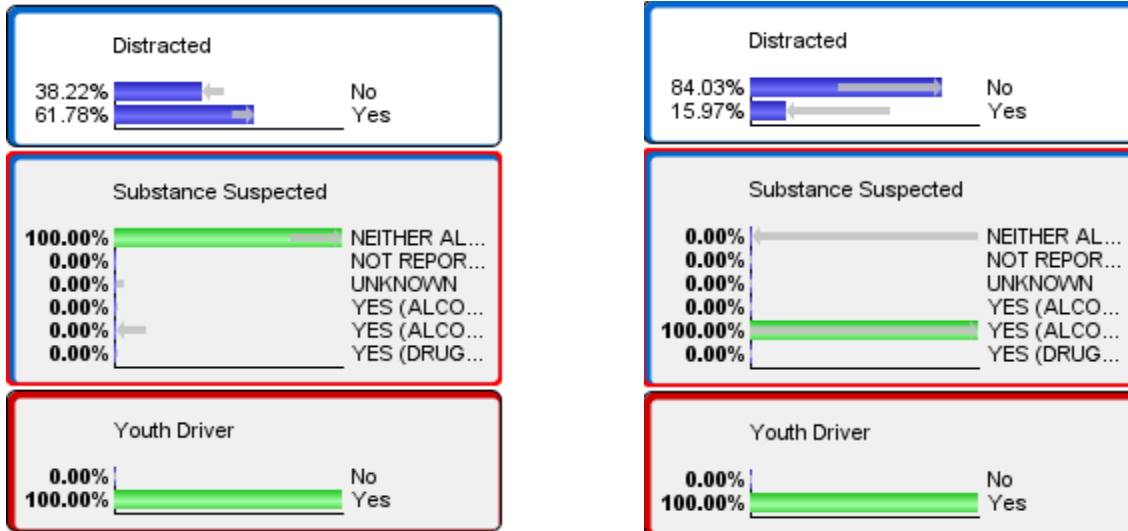 Distracted
38.22% No
61.78% Yes
Substance Suspected
100.00% NEITHER AL...
0.00% NOT REPOR...
0.00% UNKNOWN
0.00% YES (ALCO...
0.00% YES (ALCO...
0.00% YES (DRUG...
Youth Driver
0.00% No
100.00% Yes
Distracted
84.03% No
15.97% Yes
Substance Suspected
0.00% NEITHER AL...
0.00% NOT REPOR...
0.00% UNKNOWN
0.00% YES (ALCO...
100.00% YES (ALCO...
0.00% YES (DRUG...
Youth Driver
0.00% No
100.00% Yes